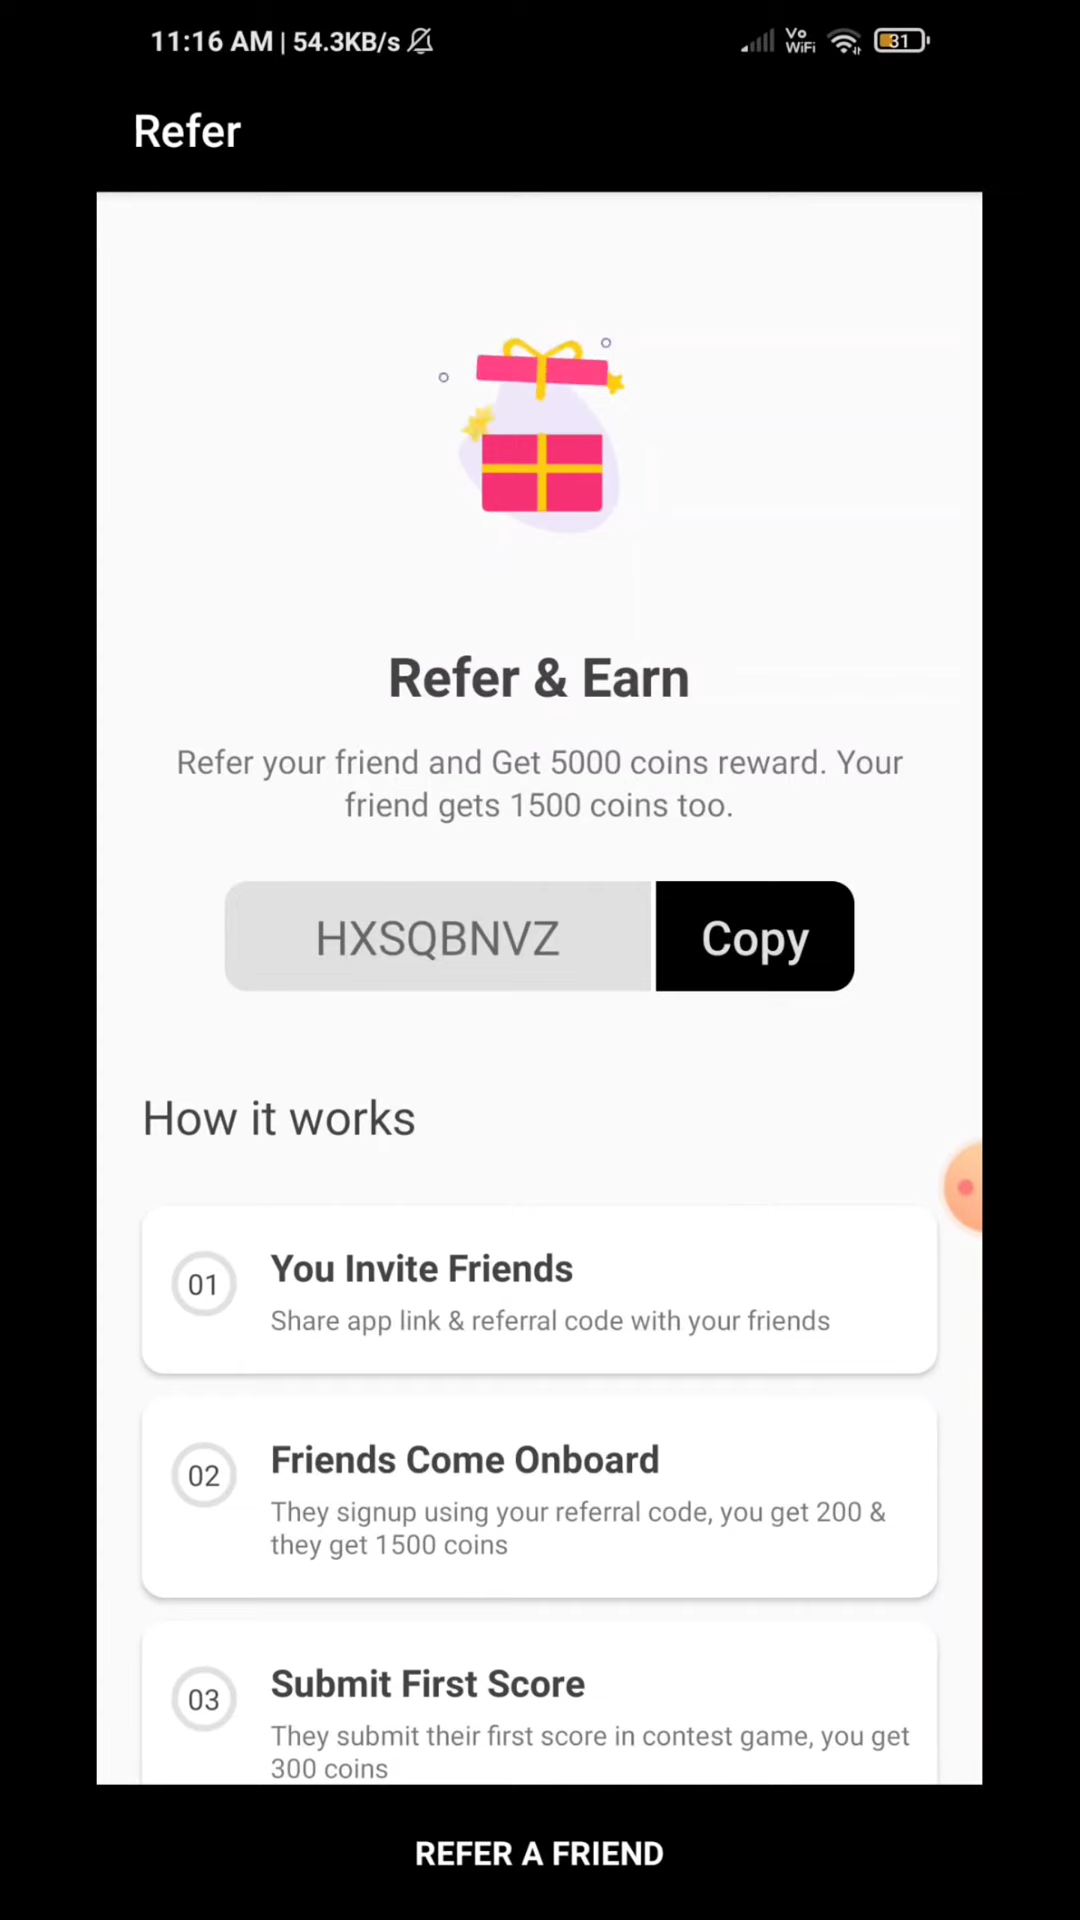 11:16 AM | 54.3KB/s
Vo
WiFi
31
Refer
Refer & Earn
Refer your friend and Get 5000 coins reward. Your
friend gets 1500 coins too.
HXSQBNVZ
Copy
How it works
01
You Invite Friends
Share app link & referral code with your friends
02
Friends Come Onboard
They signup using your referral code, you get 200 &
they get 1500 coins
03
Submit First Score
They submit their first score in contest game, you get
300 coins
REFER A FRIEND